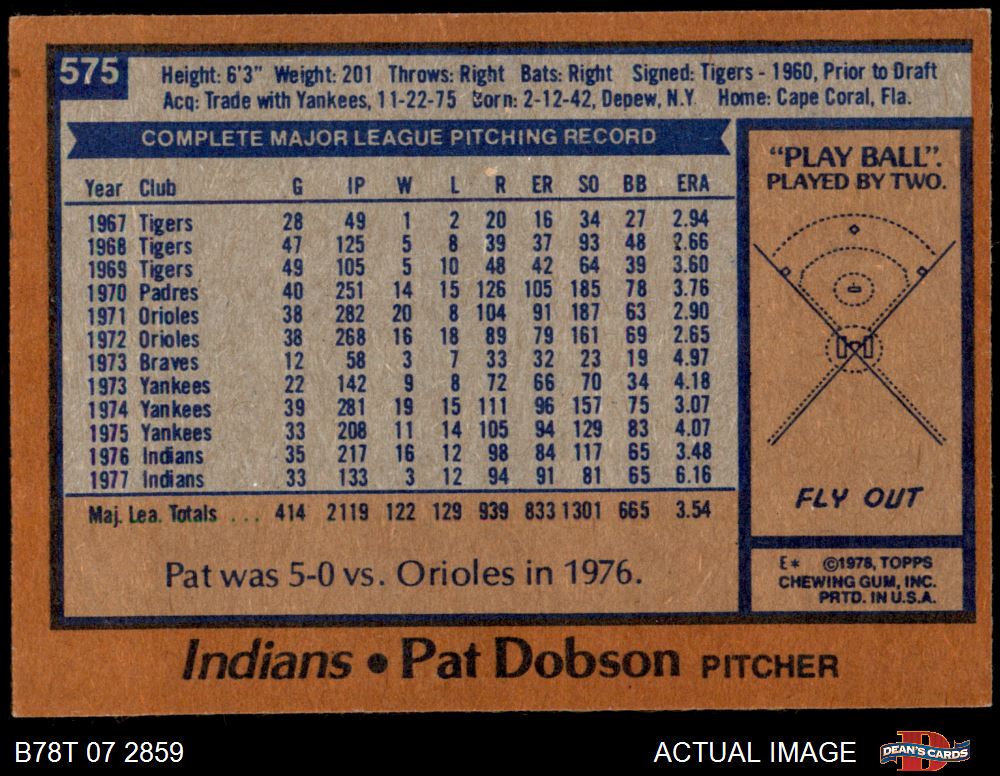 575
Height: 6'3" Weight: 201 Throws: Right Bats: Right Signed: Tigers - 1960, Prior to Draft
Acq: Trade with Yankees, 11-22-75 Born: 2-12-42, Depew, N.Y. Home: Cape Coral, Fla.
COMPLETE MAJOR LEAGUE PITCHING RECORD
Year Club G IP W L R ER SO BB ERA
1967 Tigers 28 49 1 2 20 16 34 27 2.94
1968 Tigers 47 125 5 8 39 37 93 48 2.66
1969 Tigers 49 105 5 10 48 42 64 39 3.60
1970 Padres 40 251 14 15 126 105 185 78 3.76
1971 Orioles 38 282 20 8 104 91 187 63 2.90
1972 Orioles 38 268 16 18 89 79 161 69 2.65
1973 Braves 12 58 3 7 33 32 23 19 4.97
1973 Yankees 22 142 9 8 72 66 70 34 4.18
1974 Yankees 39 281 19 15 111 96 157 75 3.07
1975 Yankees 33 208 11 14 105 94 129 83 4.07
1976 Indians 35 217 16 12 98 84 117 65 3.48
1977 Indians 33 133 3 12 94 91 81 65 6.16
Maj. Lea. Totals ... 414 2119 122 129 939 833 1301 665 3.54
Pat was 5-0 vs. Orioles in 1976.
"PLAY BALL".
PLAYED BY TWO.
FLY OUT
E* ©1978, TOPPS
CHEWING GUM, INC.
PRTD. IN U.S.A.
Indians • Pat Dobson PITCHER
B78T 07 2859 ACTUAL IMAGE D DEAN'S CARDS